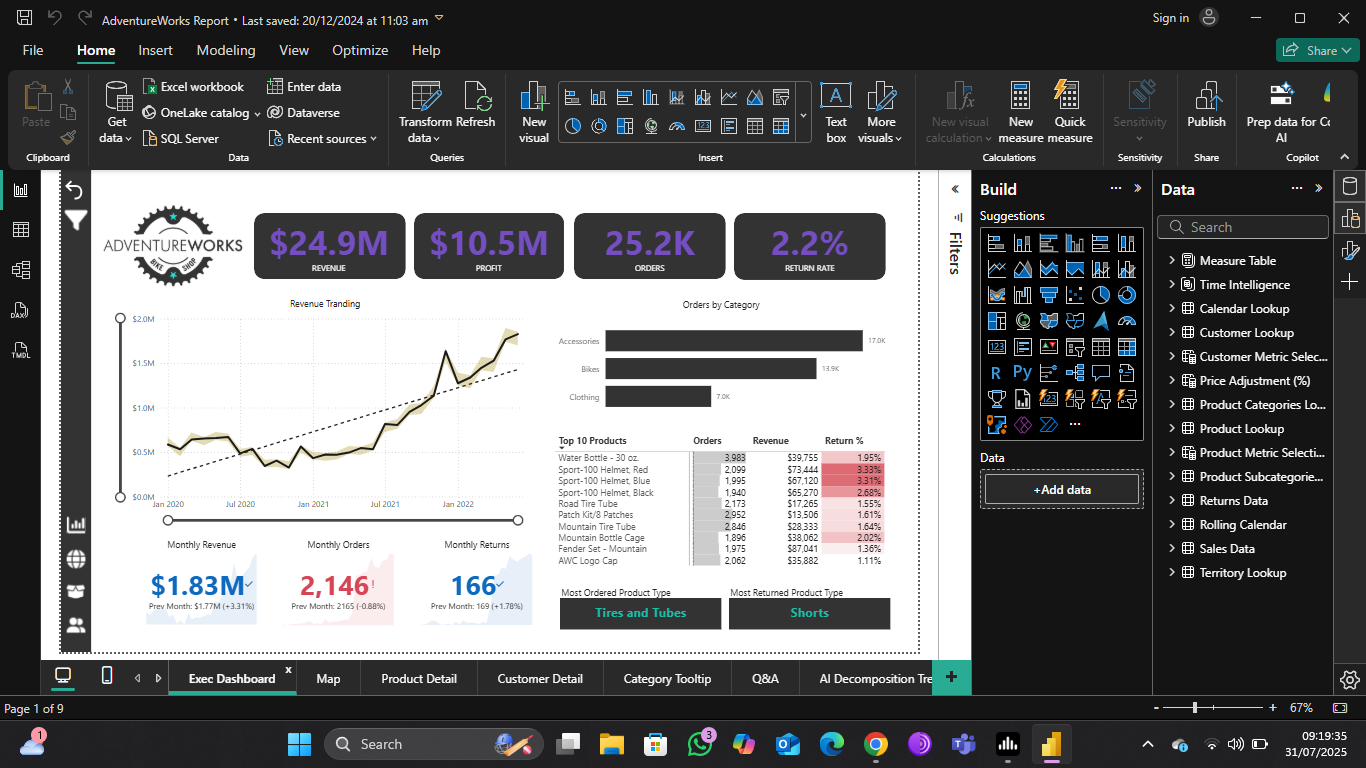 AdventureWorks Report • Last saved: 20/12/2024 at 11:03 am
Sign in
File Home Insert Modeling View Optimize Help
Share
Paste
Clipboard
Get data
Excel workbook
OneLake catalog
SQL Server
Enter data
Dataverse
Recent sources
Data
Transform data
Refresh
Queries
New visual
Text box
More visuals
Insert
New visual calculation
New measure
Quick measure
Calculations
Sensitivity
Sensitivity
Publish
Share
Prep data for AI
Copilot
ADVENTUREWORKS
BIKE SHOP
$24.9M
REVENUE
$10.5M
PROFIT
25.2K
ORDERS
2.2%
RETURN RATE
Revenue Tranding
$2.0M
$1.5M
$1.0M
$0.5M
$0.0M
Jan 2020 Jul 2020 Jan 2021 Jul 2021 Jan 2022
Orders by Category
Accessories 17.0K
Bikes 13.9K
Clothing 7.0K
Top 10 Products Orders Revenue Return %
Water Bottle - 30 oz. 3,983 $39,755 1.95%
Sport-100 Helmet, Red 2,099 $73,444 3.33%
Sport-100 Helmet, Blue 1,995 $67,120 3.31%
Sport-100 Helmet, Black 1,940 $65,270 2.68%
Road Tire Tube 2,173 $17,265 1.55%
Patch Kit/8 Patches 2,952 $13,506 1.61%
Mountain Tire Tube 2,846 $28,333 1.64%
Mountain Bottle Cage 1,896 $38,062 2.02%
Fender Set - Mountain 1,975 $87,041 1.36%
AWC Logo Cap 2,062 $35,882 1.11%
Monthly Revenue
$1.83M
Prev Month: $1.77M (+3.31%)
Monthly Orders
2,146!
Prev Month: 2165 (-0.88%)
Monthly Returns
166
Prev Month: 169 (+1.78%)
Most Ordered Product Type
Tires and Tubes
Most Returned Product Type
Shorts
Filters
Build
Suggestions
123
R
Py
123
Data
+Add data
Data
Search
Measure Table
Time Intelligence
Calendar Lookup
Customer Lookup
Customer Metric Selec...
Price Adjustment (%)
Product Categories Lo...
Product Lookup
Product Metric Selecti...
Product Subcategorie...
Returns Data
Rolling Calendar
Sales Data
Territory Lookup
DAX
TMDL
Exec Dashboard x
Map
Product Detail
Customer Detail
Category Tooltip
Q&A
AI Decomposition Tre
+
Page 1 of 9
- + 67%
1
Search
3
09:19:35
31/07/2025